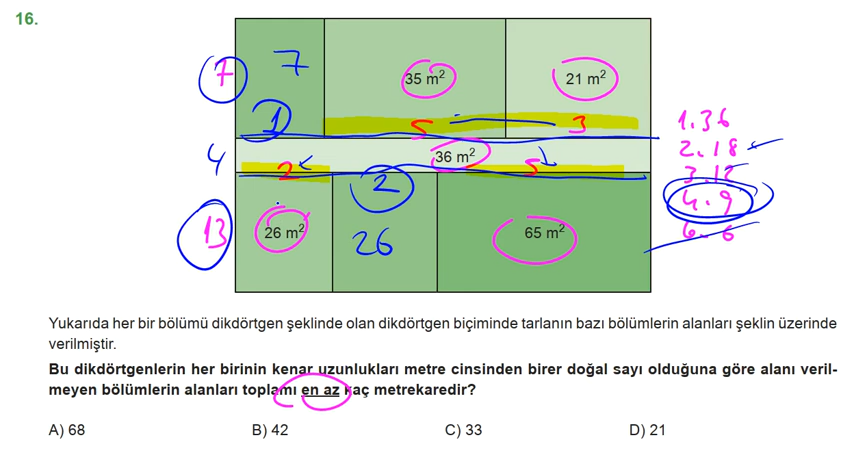 16.
7 7 35 m² 21 m²
1 5 3
1.36
4 36 m² 2.18
2 2 5 3.12
4.9
13 26 m² 26 65 m² 6.6
Yukarıda her bir bölümü dikdörtgen şeklinde olan dikdörtgen biçiminde tarlanın bazı bölümlerin alanları şeklin üzerinde
verilmiştir.
Bu dikdörtgenlerin her birinin kenar uzunlukları metre cinsinden birer doğal sayı olduğuna göre alanı veril-
meyen bölümlerin alanları toplamı en az kaç metrekaredir?
A) 68 B) 42 C) 33 D) 21